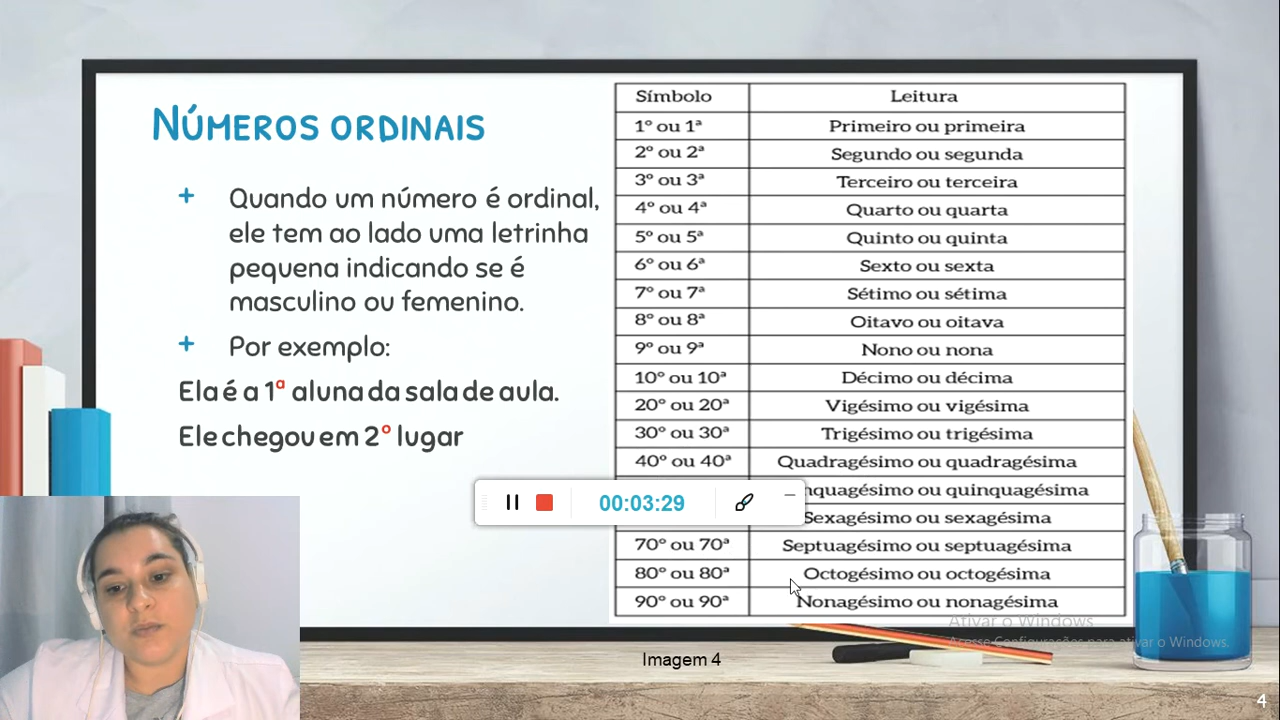 Números ordinais
+ Quando um número é ordinal,
ele tem ao lado uma letrinha
pequena indicando se é
masculino ou femenino.
+ Por exemplo:
Ela é a 1ª aluna da sala de aula.
Ele chegou em 2º lugar
Símbolo Leitura
1º ou 1ª Primeiro ou primeira
2º ou 2ª Segundo ou segunda
3º ou 3ª Terceiro ou terceira
4º ou 4ª Quarto ou quarta
5º ou 5ª Quinto ou quinta
6º ou 6ª Sexto ou sexta
7º ou 7ª Sétimo ou sétima
8º ou 8ª Oitavo ou oitava
9º ou 9ª Nono ou nona
10º ou 10ª Décimo ou décima
20º ou 20ª Vigésimo ou vigésima
30º ou 30ª Trigésimo ou trigésima
40º ou 40ª Quadragésimo ou quadragésima
nquagésimo ou quinquagésima
Sexagésimo ou sexagésima
70º ou 70ª Septuagésimo ou septuagésima
80º ou 80ª Octogésimo ou octogésima
90º ou 90ª Nonagésimo ou nonagésima
00:03:29
Ativar o Windows
Acesse Configurações para ativar o Windows.
Imagem 4
4